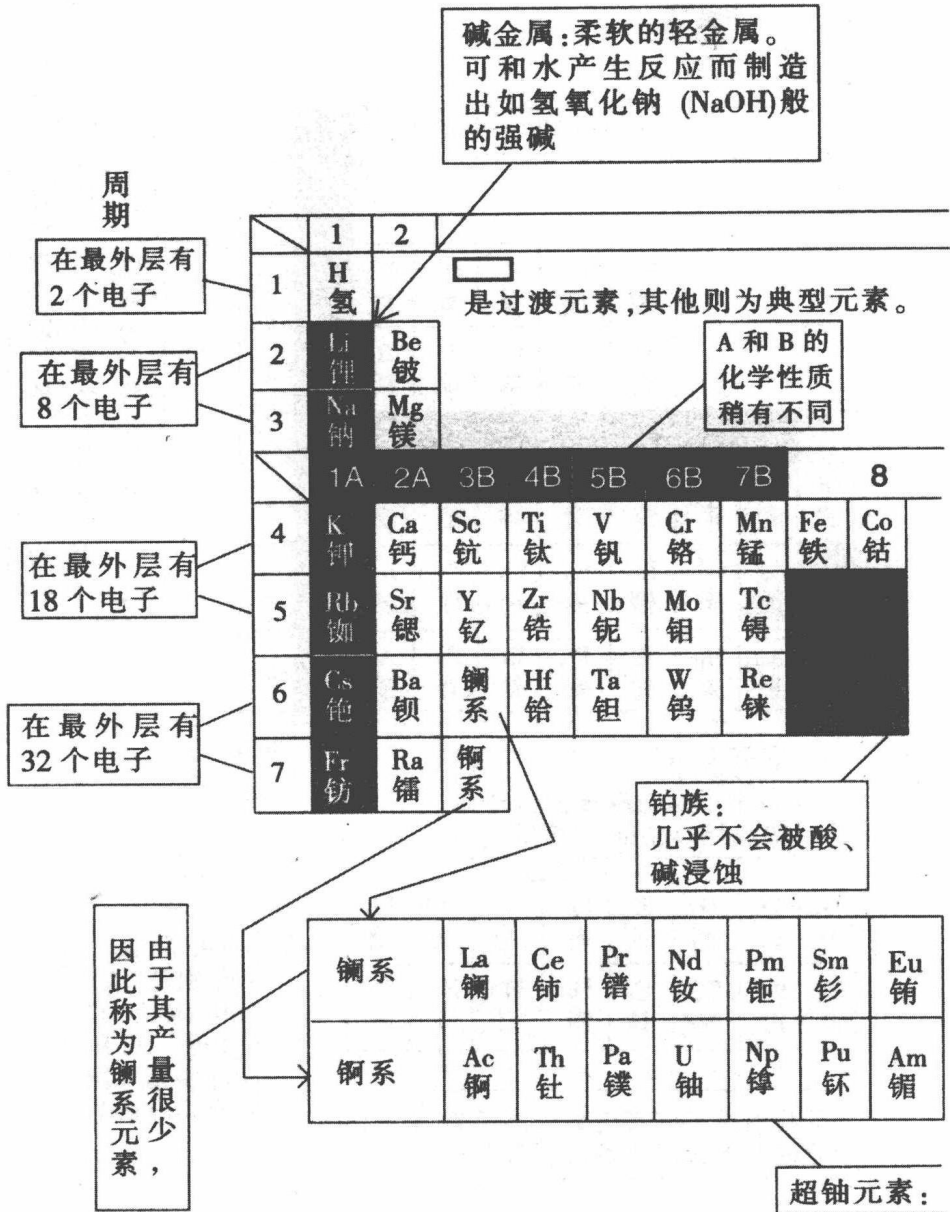 碱金属:柔软的轻金属。
可和水产生反应而制造
出如氢氧化钠 (NaOH)般
的强碱
周
期
1 2
在最外层有
2 个电子
1 H
氢
是过渡元素,其他则为典型元素。
在最外层有
8 个电子
2 Li Be
锂 铍
A 和 B 的
化学性质
稍有不同
3 Na Mg
钠 镁
1A 2A 3B 4B 5B 6B 7B 8
在最外层有
18 个电子
4 K Ca Sc Ti V Cr Mn Fe Co
钾 钙 钪 钛 钒 铬 锰 铁 钴
5 Rb Sr Y Zr Nb Mo Tc
铷 锶 钇 锆 铌 钼 锝
在最外层有
32 个电子
6 Cs Ba 镧 Hf Ta W Re
铯 钡 系 铪 钽 钨 铼
7 Fr Ra 锕
钫 镭 系
铂族:
几乎不会被酸、
碱浸蚀
由于其产量很少,
因此称为镧系元素
镧系 La Ce Pr Nd Pm Sm Eu
镧 铈 镨 钕 钷 钐 铕
锕系 Ac Th Pa U Np Pu Am
锕 钍 镤 铀 镎 钚 镅
超铀元素: